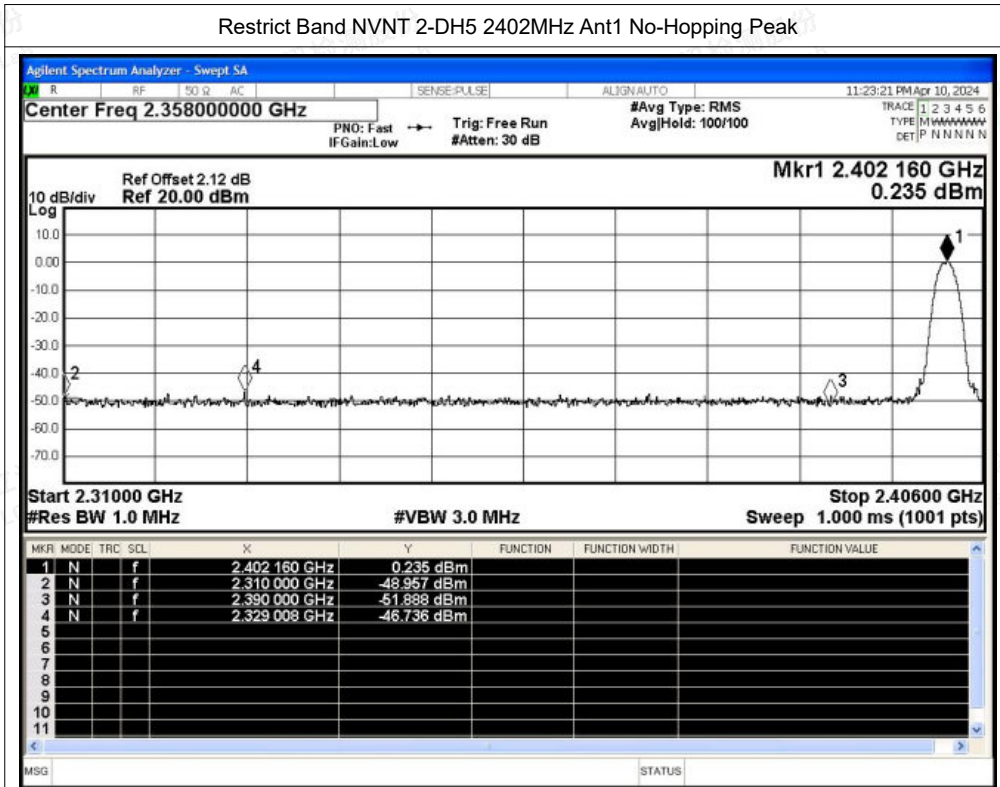 Restrict Band NVNT 2-DH5 2402MHz Ant1 No-Hopping Peak
Agilent Spectrum Analyzer - Swept SA
R RF 50 Ω AC SENSE:PULSE ALIGN AUTO 11:23:21 PM Apr 10, 2024
Center Freq 2.358000000 GHz #Avg Type: RMS TRACE 1 2 3 4 5 6
PNO: Fast Trig: Free Run Avg|Hold: 100/100 TYPE M WWWWW
IFGain:Low #Atten: 30 dB DET P N N N N N
Mkr1 2.402 160 GHz
Ref Offset 2.12 dB
10 dB/div Ref 20.00 dBm 0.235 dBm
Log
10.0
0.00
-10.0
-20.0
-30.0
-40.0
-50.0
-60.0
-70.0
1
2
4
3
Start 2.31000 GHz Stop 2.40600 GHz
#Res BW 1.0 MHz #VBW 3.0 MHz Sweep 1.000 ms (1001 pts)
MKR MODE TRC SCL X Y FUNCTION FUNCTION WIDTH FUNCTION VALUE
1 N f 2.402 160 GHz 0.235 dBm
2 N f 2.310 000 GHz -48.957 dBm
3 N f 2.390 000 GHz -51.888 dBm
4 N f 2.329 008 GHz -46.736 dBm
5
6
7
8
9
10
11
MSG STATUS